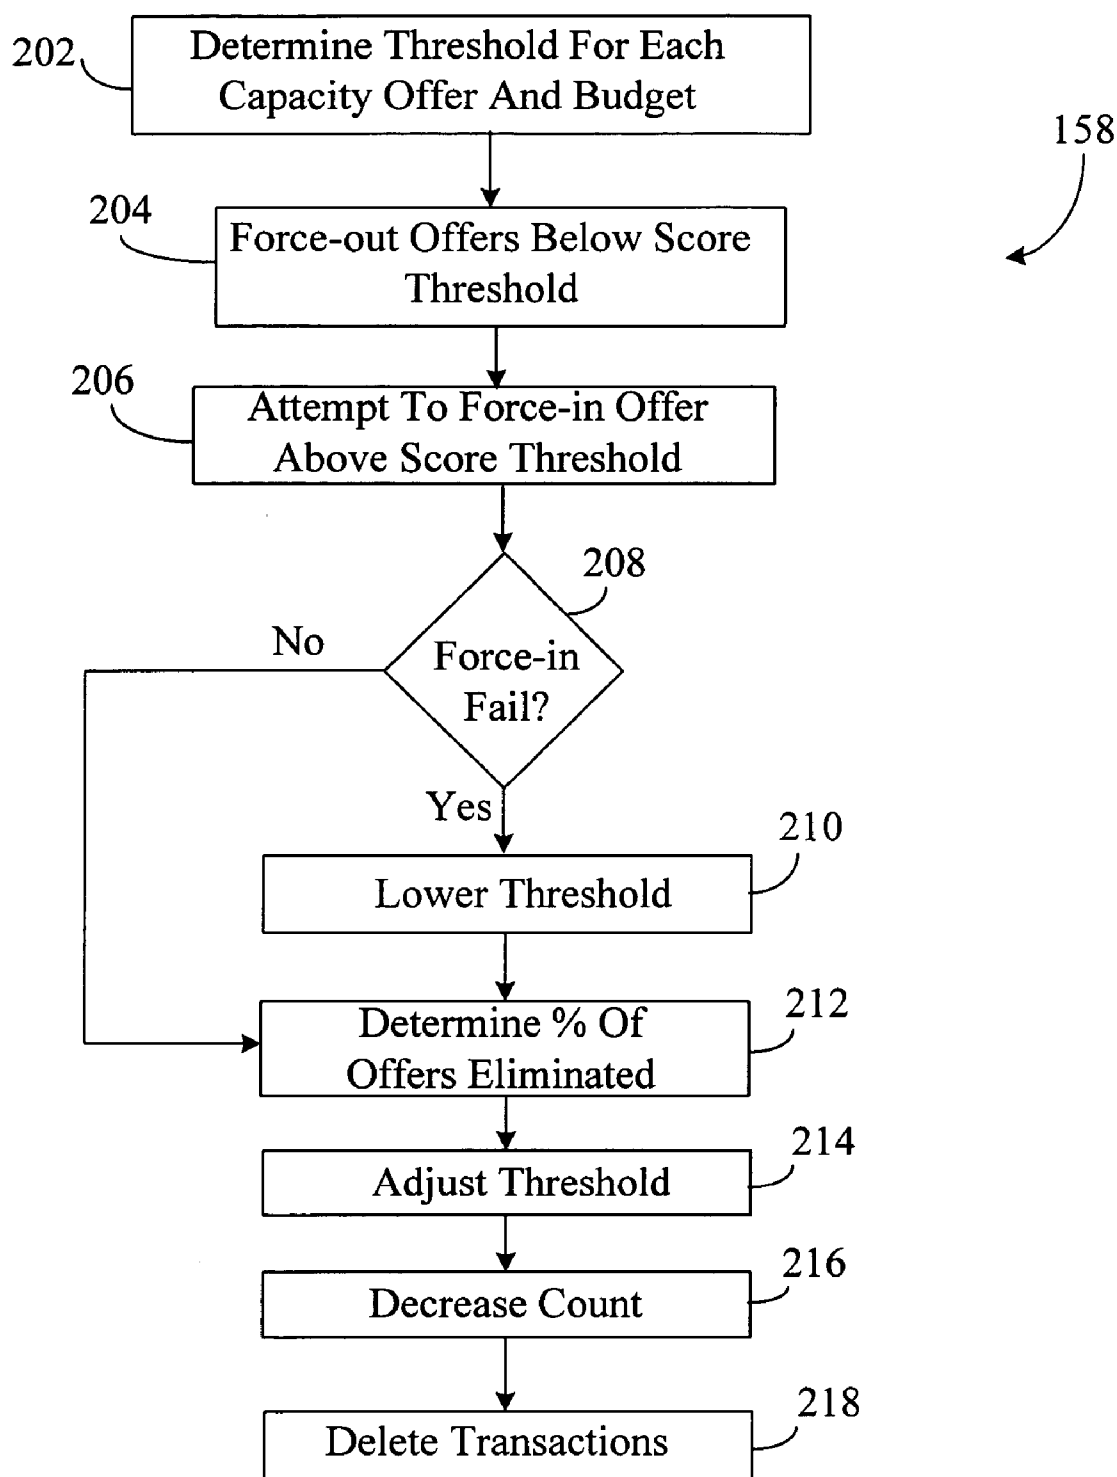 202
Determine Threshold For Each
Capacity Offer And Budget
158
204
Force-out Offers Below Score
Threshold
206
Attempt To Force-in Offer
Above Score Threshold
208
No
Force-in
Fail?
Yes
210
Lower Threshold
212
Determine % Of
Offers Eliminated
214
Adjust Threshold
216
Decrease Count
218
Delete Transactions